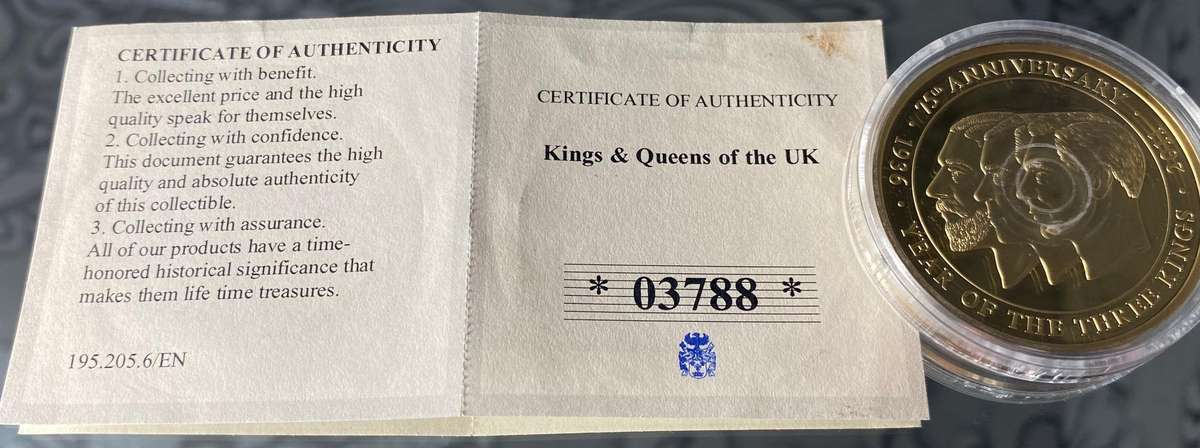 CERTIFICATE OF AUTHENTICITY
1. Collecting with benefit.
The excellent price and the high
quality speak for themselves.
2. Collecting with confidence.
This document guarantees the high
quality and absolute authenticity
of this collectible.
3. Collecting with assurance.
All of our products have a time-
honored historical significance that
makes them life time treasures.
195.205.6/EN
CERTIFICATE OF AUTHENTICITY
Kings & Queens of the UK
* 03788 *
1936 · 75th ANNIVERSARY · 2011
YEAR OF THE THREE KINGS